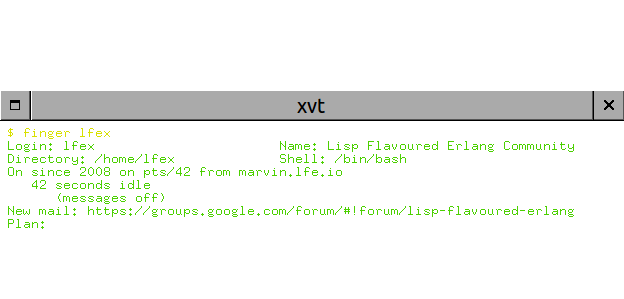 xvt
$ finger lfex
Login: lfex                       Name: Lisp Flavoured Erlang Community
Directory: /home/lfex             Shell: /bin/bash
On since 2008 on pts/42 from marvin.lfe.io
   42 seconds idle
      (messages off)
New mail: https://groups.google.com/forum/#!forum/lisp-flavoured-erlang
Plan: